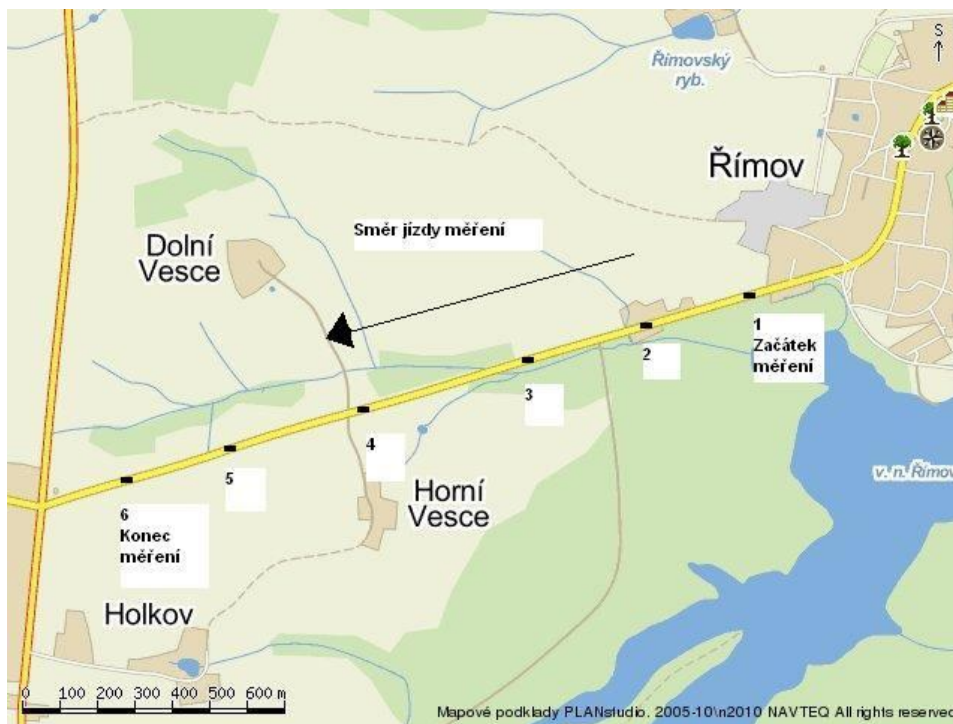 Římovský
ryb.
S
Římov
Směr jízdy měření
Dolní
Vesce
1
Začátek
měření
2
3
4
5
6
Konec
měření
Horní
Vesce
v. n. Římov
Holkov
0 100 200 300 400 500 600 m
Mapové podklady PLANstudio, 2005-10\n2010 NAVTEQ All rights reserved